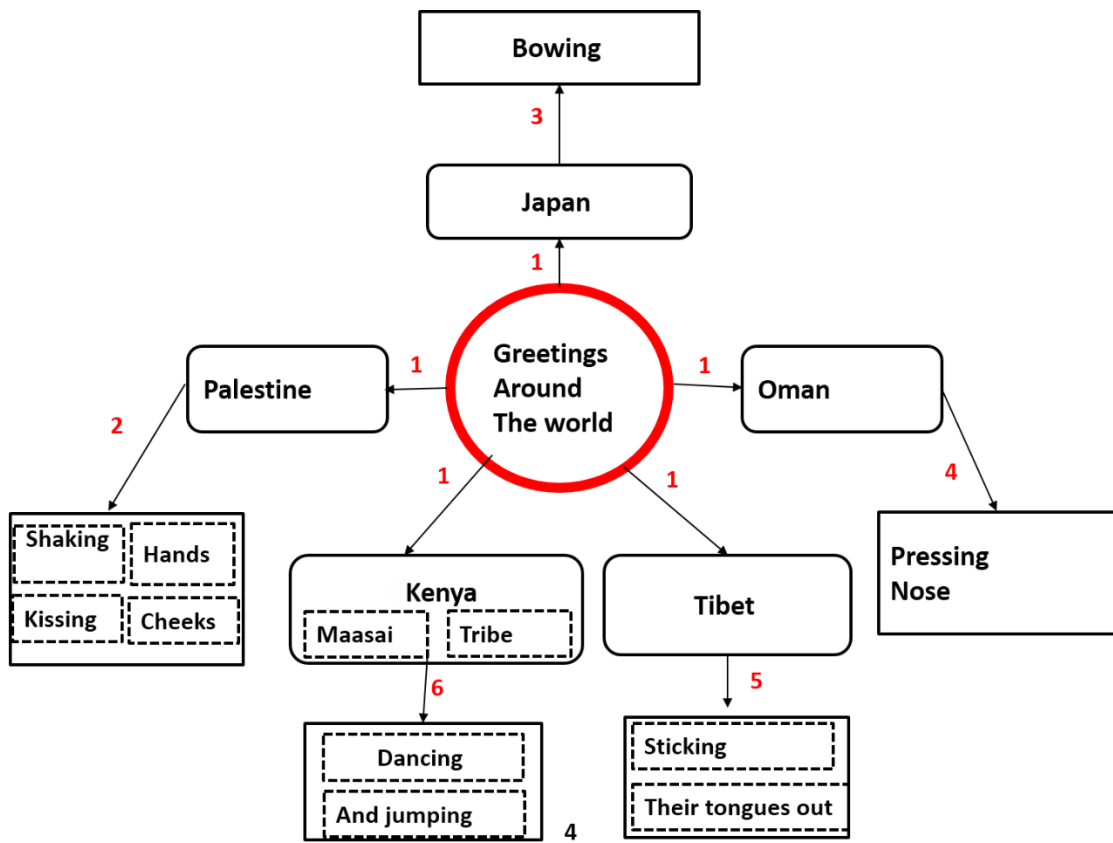 Bowing
3
Japan
1
Greetings
Around
The world
1
Palestine
2
Shaking
Hands
Kissing
Cheeks
1
Oman
4
Pressing
Nose
1
Kenya
Maasai
Tribe
6
Dancing
And jumping
1
Tibet
5
Sticking
Their tongues out
4